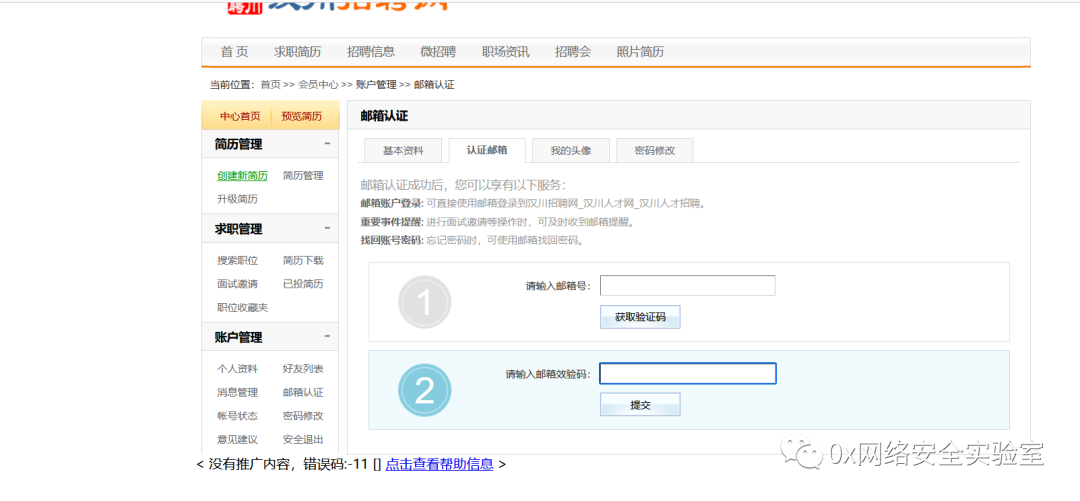 首 页 求职简历 招聘信息 微招聘 职场资讯 招聘会 照片简历
当前位置：首页 >> 会员中心 >> 账户管理 >> 邮箱认证
中心首页 预览简历
简历管理 −
创建新简历 简历管理
升级简历
求职管理 −
搜索职位 简历下载
面试邀请 已投简历
职位收藏夹
账户管理 −
个人资料 好友列表
消息管理 邮箱认证
帐号状态 密码修改
意见建议 安全退出
邮箱认证
基本资料 认证邮箱 我的头像 密码修改
邮箱认证成功后，您可以享有以下服务：
邮箱账户登录: 可直接使用邮箱登录到汉川招聘网_汉川人才网_汉川人才招聘。
重要事件提醒: 进行面试邀请等操作时，可及时收到邮箱提醒。
找回账号密码: 忘记密码时，可使用邮箱找回密码。
1 请输入邮箱号：
获取验证码
2 请输入邮箱效验码：
提交
< 没有推广内容，错误码:-11 [] 点击查看帮助信息 >
0x网络安全实验室